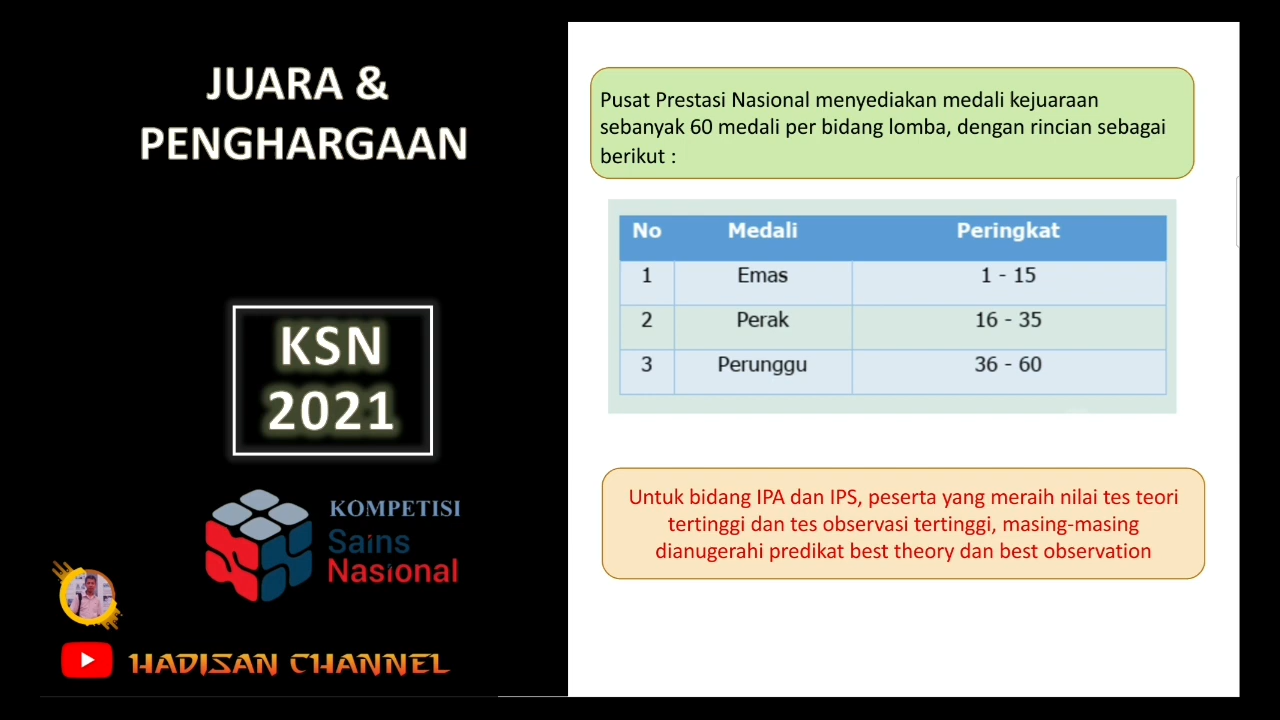 JUARA &
PENGHARGAAN
KSN
2021
KOMPETISI
Sains
Nasional
HADISAN CHANNEL
Pusat Prestasi Nasional menyediakan medali kejuaraan
sebanyak 60 medali per bidang lomba, dengan rincian sebagai
berikut :
No Medali Peringkat
1 Emas 1 - 15
2 Perak 16 - 35
3 Perunggu 36 - 60
Untuk bidang IPA dan IPS, peserta yang meraih nilai tes teori
tertinggi dan tes observasi tertinggi, masing-masing
dianugerahi predikat best theory dan best observation